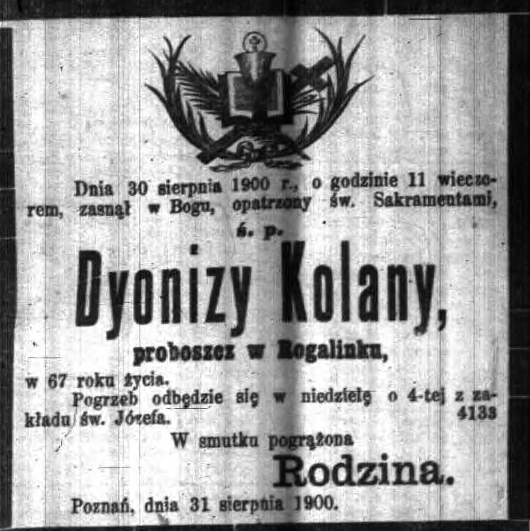 Dnia 30 sierpnia 1900 r., o godzinie 11 wieczo-
rem, zasnął w Bogu, opatrzony św. Sakramentami,
ś. p.
Dyonizy Kolany,
proboszcz w Rogalinku,
w 67 roku życia.
Pogrzeb odbędzie się w niedzielę o 4-tej z za-
kładu św. Józefa. 4133
W smutku pogrążona
Rodzina.
Poznań, dnia 31 sierpnia 1900.